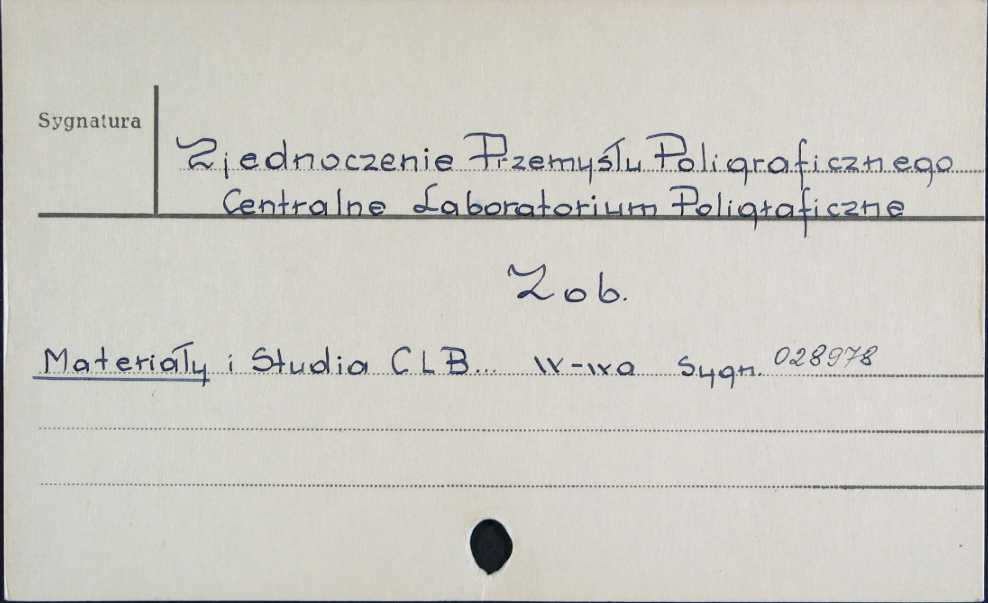 Sygnatura
Zjednoczenie Przemysłu Poligraficznego
Centralne Laboratorium Poligraficzne
Zob.
Materiały i Studia CLB... W-wa Sygn. 028978